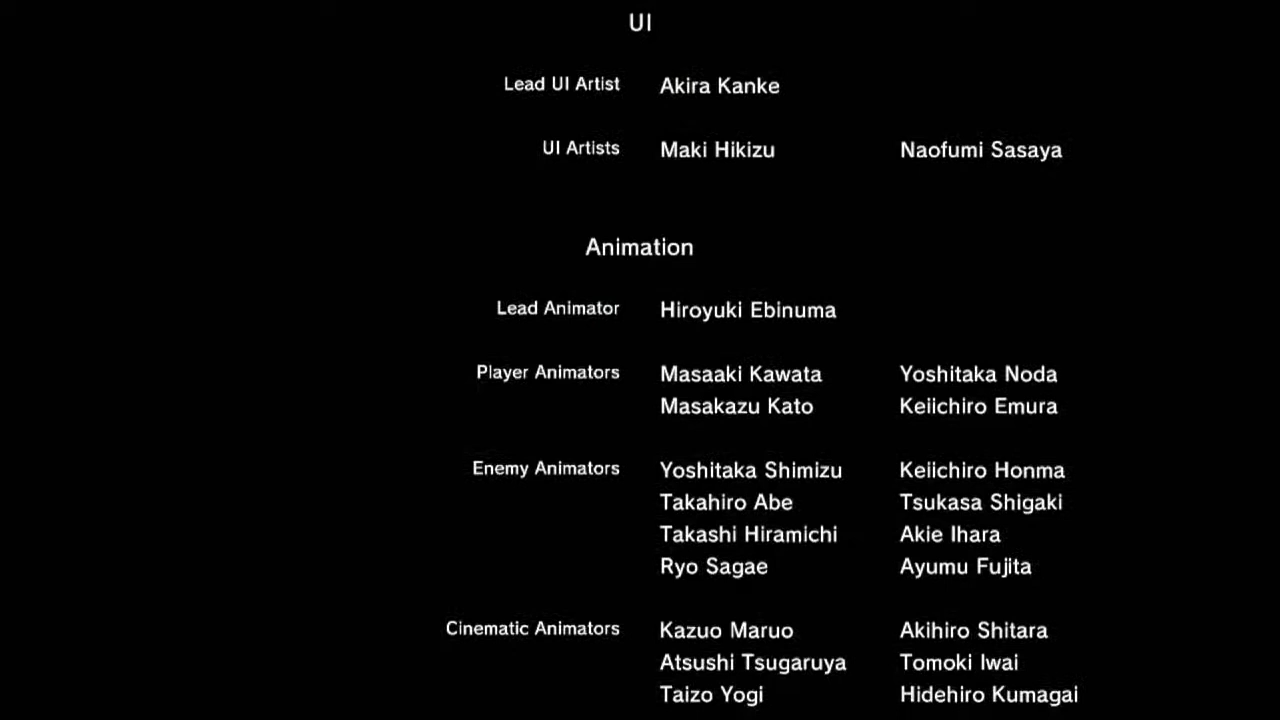 UI
Lead UI Artist Akira Kanke
UI Artists Maki Hikizu Naofumi Sasaya
Animation
Lead Animator Hiroyuki Ebinuma
Player Animators Masaaki Kawata Yoshitaka Noda
Masakazu Kato Keiichiro Emura
Enemy Animators Yoshitaka Shimizu Keiichiro Honma
Takahiro Abe Tsukasa Shigaki
Takashi Hiramichi Akie Ihara
Ryo Sagae Ayumu Fujita
Cinematic Animators Kazuo Maruo Akihiro Shitara
Atsushi Tsugaruya Tomoki Iwai
Taizo Yogi Hidehiro Kumagai